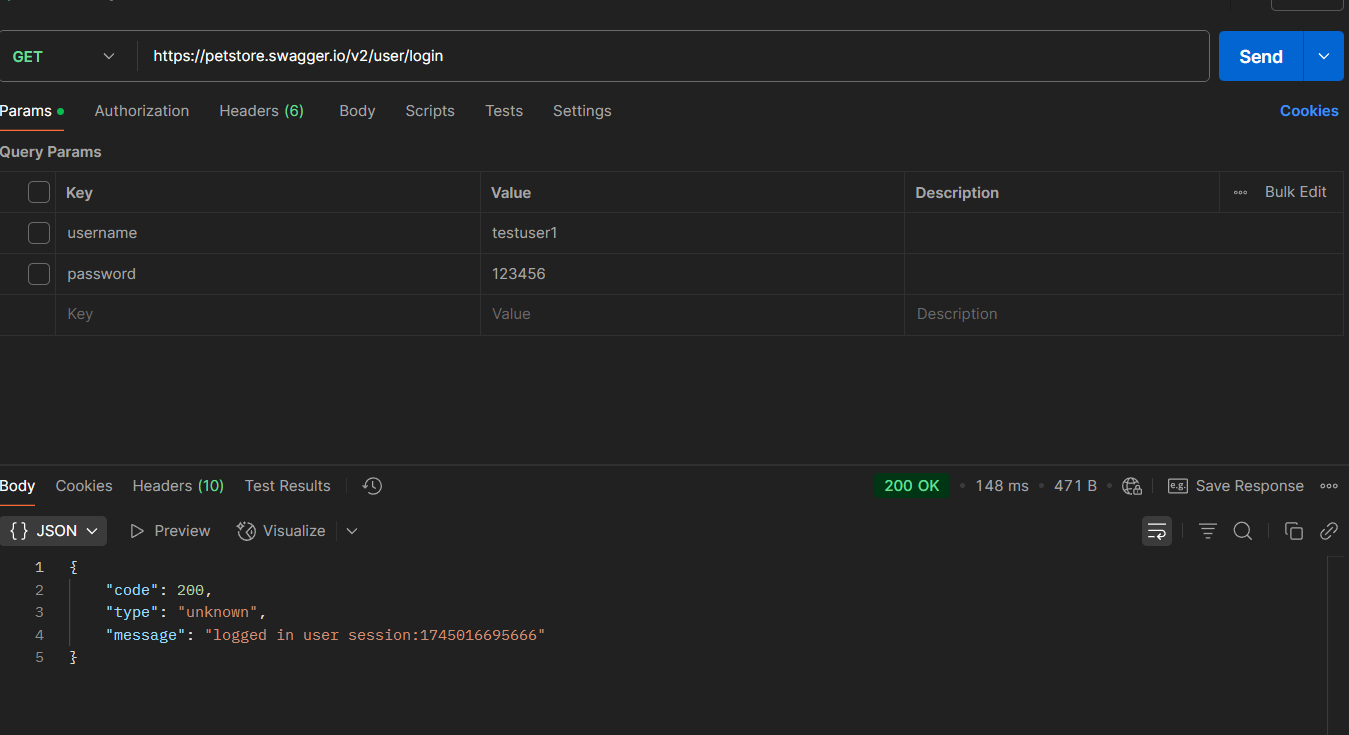 GET https://petstore.swagger.io/v2/user/login Send
Params Authorization Headers (6) Body Scripts Tests Settings Cookies
Query Params
Key Value Description Bulk Edit
username testuser1
password 123456
Key Value Description
Body Cookies Headers (10) Test Results 200 OK • 148 ms • 471 B • e.g. Save Response
{} JSON Preview Visualize
1 {
2 "code": 200,
3 "type": "unknown",
4 "message": "logged in user session:1745016695666"
5 }